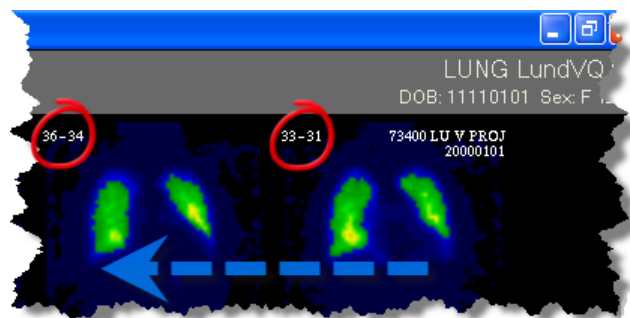 LUNG LundVQ
DOB: 11110101 Sex: F
36-34
33-31
73400 LU V PROJ
20000101